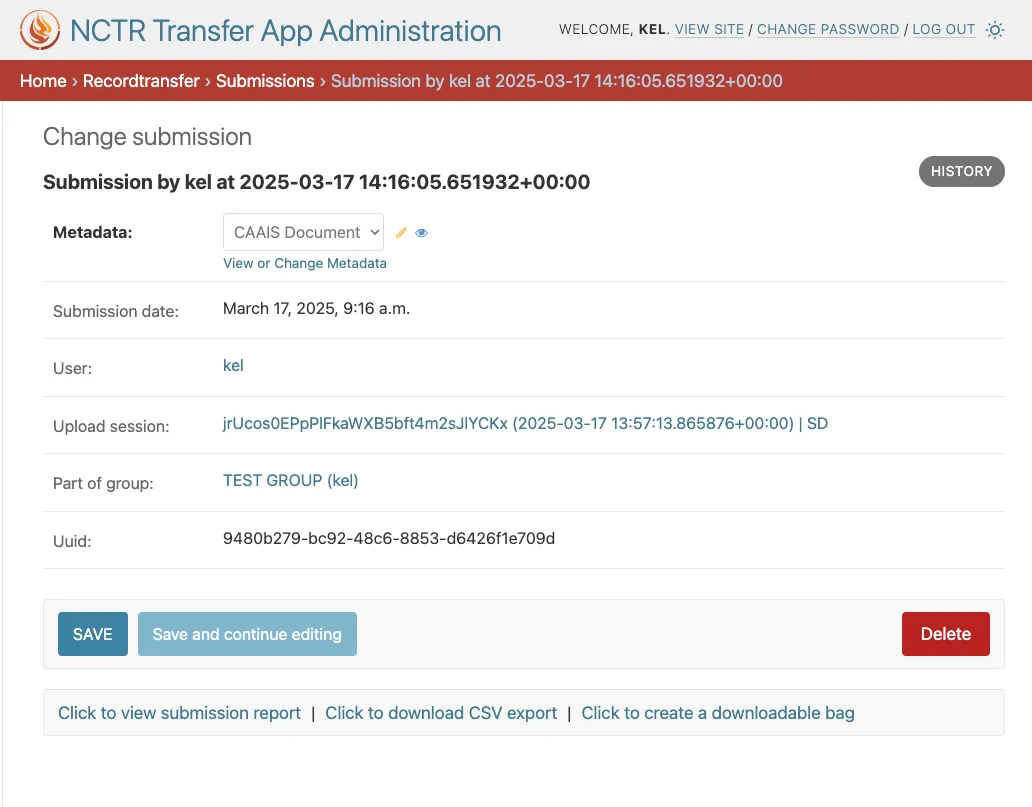 NCTR Transfer App Administration
WELCOME, KEL. VIEW SITE / CHANGE PASSWORD / LOG OUT
Home › Recordtransfer › Submissions › Submission by kel at 2025-03-17 14:16:05.651932+00:00
Change submission
HISTORY
Submission by kel at 2025-03-17 14:16:05.651932+00:00
Metadata: CAAIS Document
View or Change Metadata
Submission date: March 17, 2025, 9:16 a.m.
User: kel
Upload session: jrUcos0EPpPlFkaWXB5bft4m2sJlYCKx (2025-03-17 13:57:13.865876+00:00) | SD
Part of group: TEST GROUP (kel)
Uuid: 9480b279-bc92-48c6-8853-d6426f1e709d
SAVE Save and continue editing Delete
Click to view submission report | Click to download CSV export | Click to create a downloadable bag